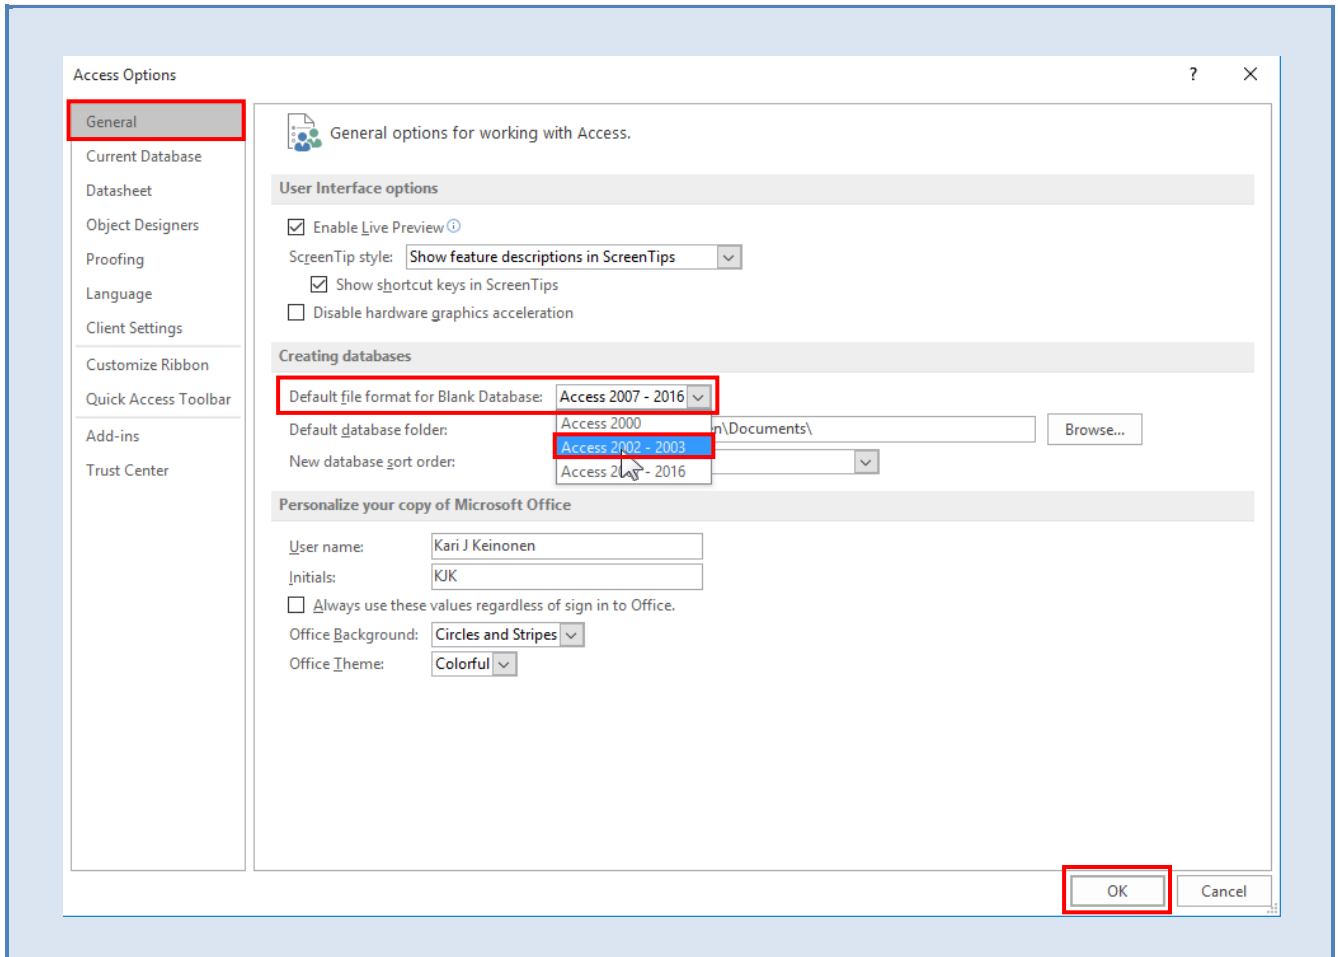 Access Options ?
General
Current Database
Datasheet
Object Designers
Proofing
Language
Client Settings
Customize Ribbon
Quick Access Toolbar
Add-ins
Trust Center
General options for working with Access.
User Interface options
Enable Live Preview
ScreenTip style: Show feature descriptions in ScreenTips
Show shortcut keys in ScreenTips
Disable hardware graphics acceleration
Creating databases
Default file format for Blank Database: Access 2007 - 2016
Access 2000
Access 2002 - 2003
Access - 2016
Default database folder: \Documents\ Browse...
New database sort order:
Personalize your copy of Microsoft Office
User name: Kari J Keinonen
Initials: KJK
Always use these values regardless of sign in to Office.
Office Background: Circles and Stripes
Office Theme: Colorful
OK Cancel